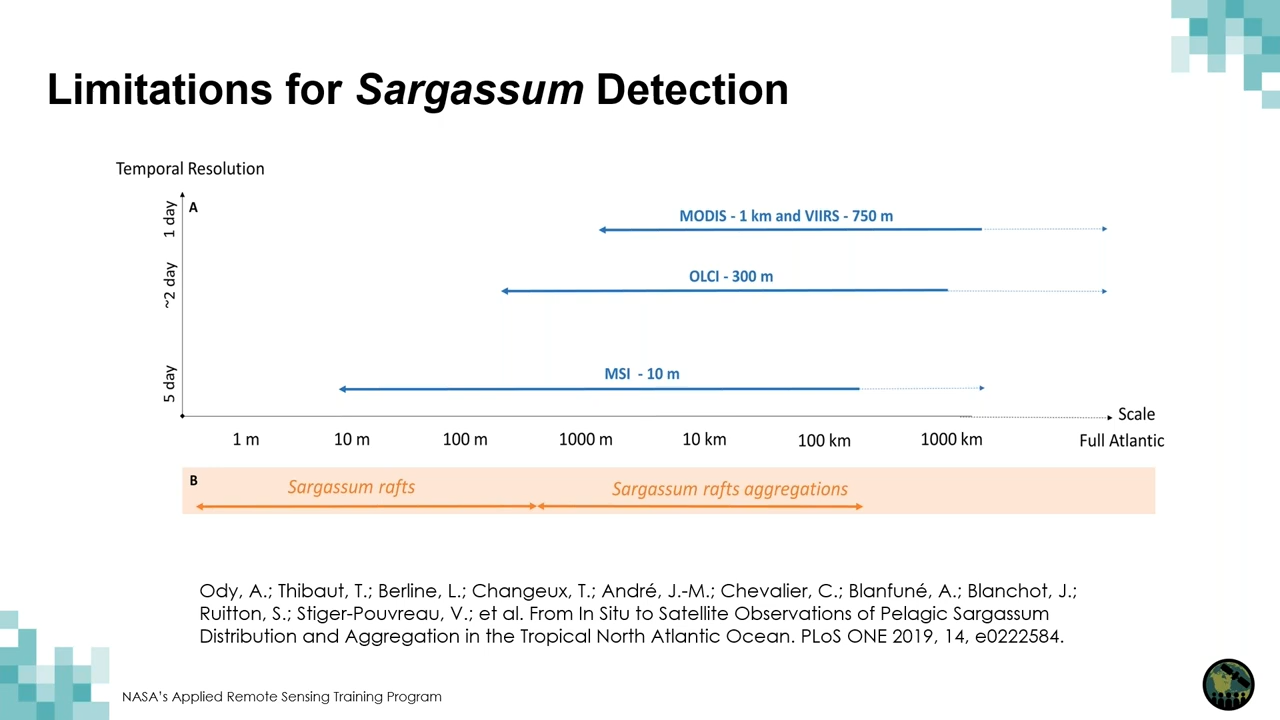 Limitations for Sargassum Detection
Temporal Resolution
A
1 day
MODIS - 1 km and VIIRS - 750 m
~2 day
OLCI - 300 m
5 day
MSI - 10 m
Scale
1 m
10 m
100 m
1000 m
10 km
100 km
1000 km
Full Atlantic
B
Sargassum rafts
Sargassum rafts aggregations
Ody, A.; Thibaut, T.; Berline, L.; Changeux, T.; André, J.-M.; Chevalier, C.; Blanfuné, A.; Blanchot, J.;
Ruitton, S.; Stiger-Pouvreau, V.; et al. From In Situ to Satellite Observations of Pelagic Sargassum
Distribution and Aggregation in the Tropical North Atlantic Ocean. PLoS ONE 2019, 14, e0222584.
NASA's Applied Remote Sensing Training Program